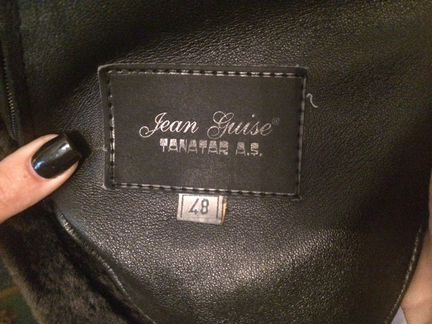 Jean Guise®
TANATAR A.S.
48